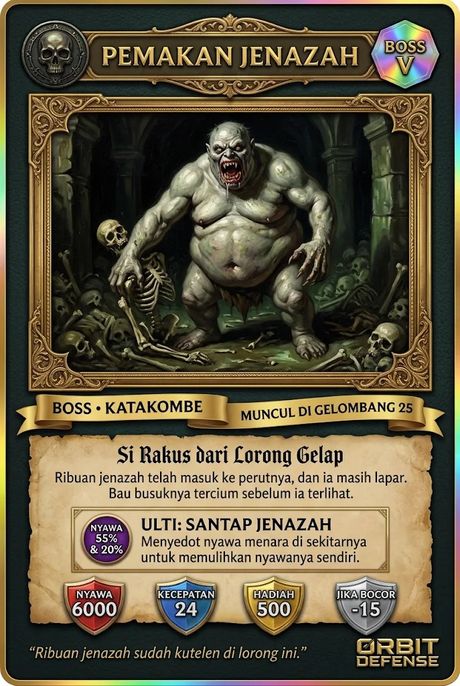 PEMAKAN JENAZAH
BOSS
V
BOSS • KATAKOMBE
MUNCUL DI GELOMBANG 25
Si Rakus dari Lorong Gelap
Ribuan jenazah telah masuk ke perutnya, dan ia masih lapar.
Bau busuknya tercium sebelum ia terlihat.
NYAWA
55%
& 20%
ULTI: SANTAP JENAZAH
Menyedot nyawa menara di sekitarnya
untuk memulihkan nyawanya sendiri.
NYAWA
6000
KECEPATAN
24
HADIAH
500
JIKA BOCOR
-15
"Ribuan jenazah sudah kutelen di lorong ini."
ORBIT
DEFENSE